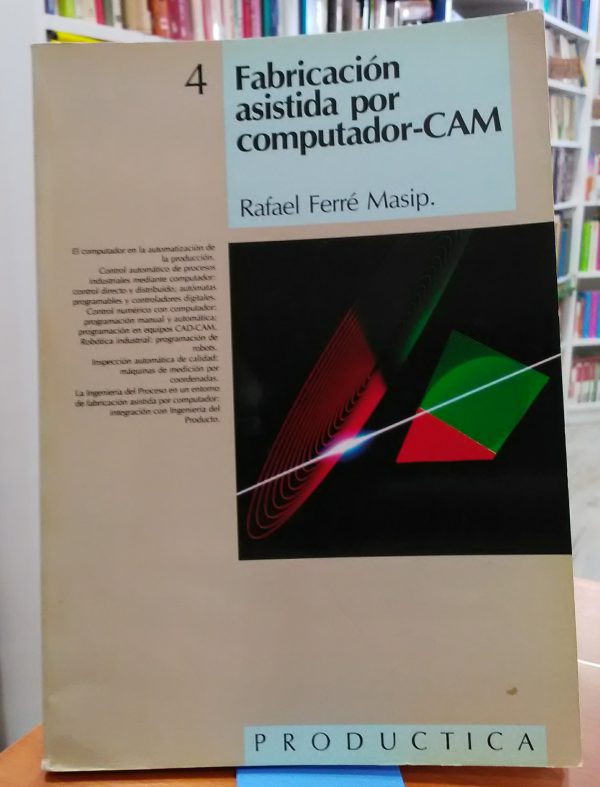 4
Fabricación
asistida por
computador-CAM
Rafael Ferré Masip.
El computador en la automatización de
la producción.
Control automático de procesos
industriales mediante computador:
control directo y distribuido; autómatas
programables y controladores digitales.
Control numérico con computador:
programación manual y automática;
programación en equipos CAD-CAM.
Robótica industrial: programación de
robots.
Inspección automática de calidad:
máquinas de medición por
coordenadas.
La Ingeniería del Proceso en un entorno
de fabricación asistida por computador:
integración con Ingeniería del
Producto.
PRODUCTICA